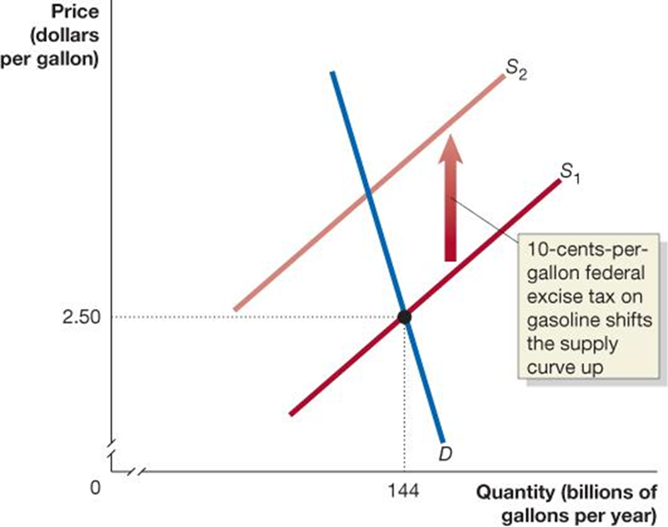 Price
(dollars
per gallon)
S2
S1
10-cents-per-
gallon federal
excise tax on
gasoline shifts
the supply
curve up
2.50
D
0
144
Quantity (billions of
gallons per year)